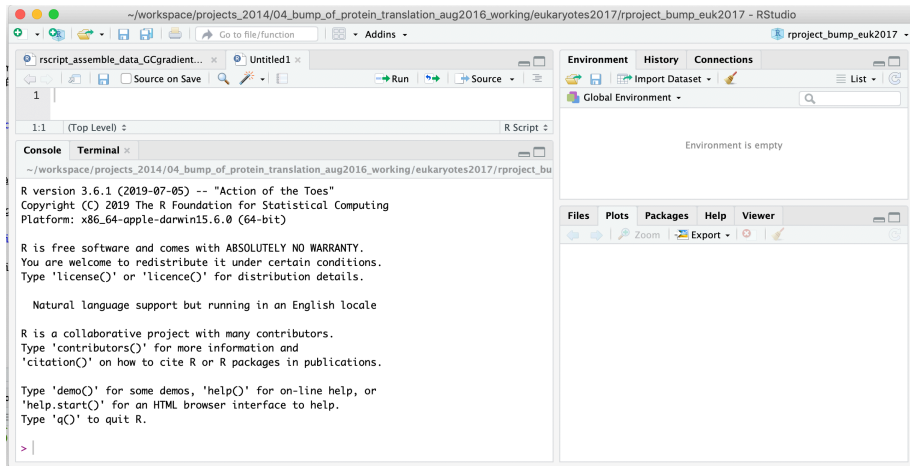 ~/workspace/projects_2014/04_bump_of_protein_translation_aug2016_working/eukaryotes2017/rproject_bump_euk2017 - RStudio
Go to file/function
Addins
rproject_bump_euk2017
rscript_assemble_data_GCgradient...
Untitled1
Source on Save
Run
Source
1
1:1 (Top Level)
R Script
Console Terminal
~/workspace/projects_2014/04_bump_of_protein_translation_aug2016_working/eukaryotes2017/rproject_bu
R version 3.6.1 (2019-07-05) -- "Action of the Toes"
Copyright (C) 2019 The R Foundation for Statistical Computing
Platform: x86_64-apple-darwin15.6.0 (64-bit)
R is free software and comes with ABSOLUTELY NO WARRANTY.
You are welcome to redistribute it under certain conditions.
Type 'license()' or 'licence()' for distribution details.
Natural language support but running in an English locale
R is a collaborative project with many contributors.
Type 'contributors()' for more information and
'citation()' on how to cite R or R packages in publications.
Type 'demo()' for some demos, 'help()' for on-line help, or
'help.start()' for an HTML browser interface to help.
Type 'q()' to quit R.
>
Environment History Connections
Import Dataset
List
Global Environment
Environment is empty
Files Plots Packages Help Viewer
Zoom Export